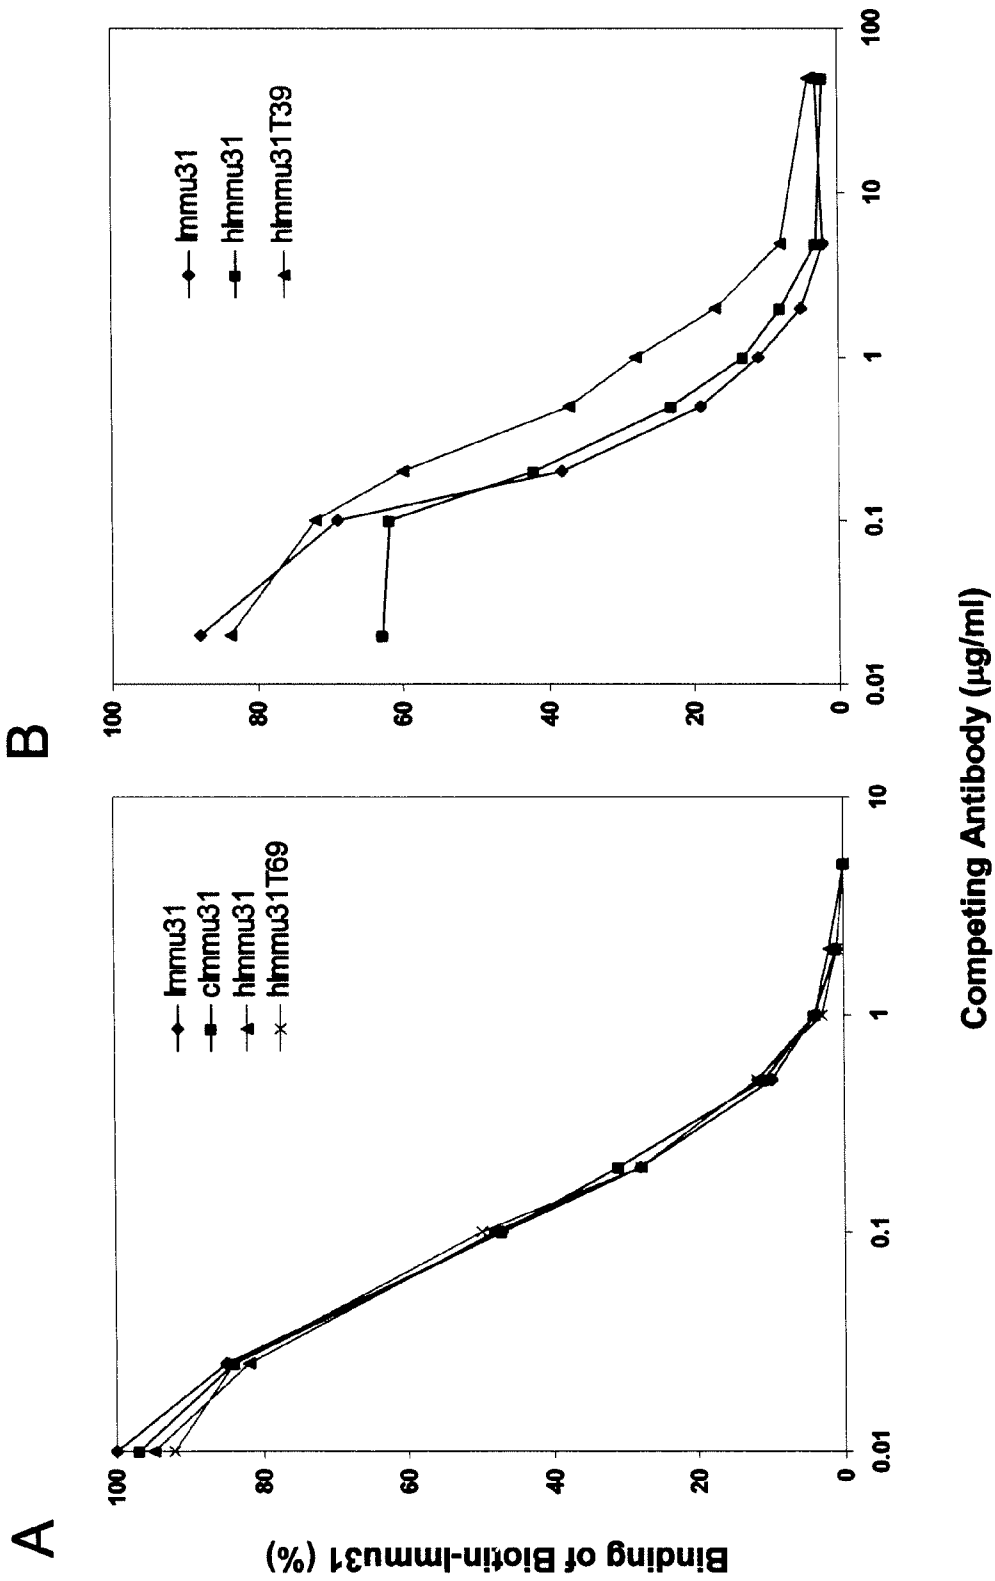 A
Binding of Biotin-Immu31 (%)
100
80
60
40
20
0
0.01
0.1
1
10
Immu31
cImmu31
hImmu31
hImmu31T69
B
100
80
60
40
20
0
0.01
0.1
1
10
100
Immu31
hImmu31
hImmu31T39
Competing Antibody (µg/ml)